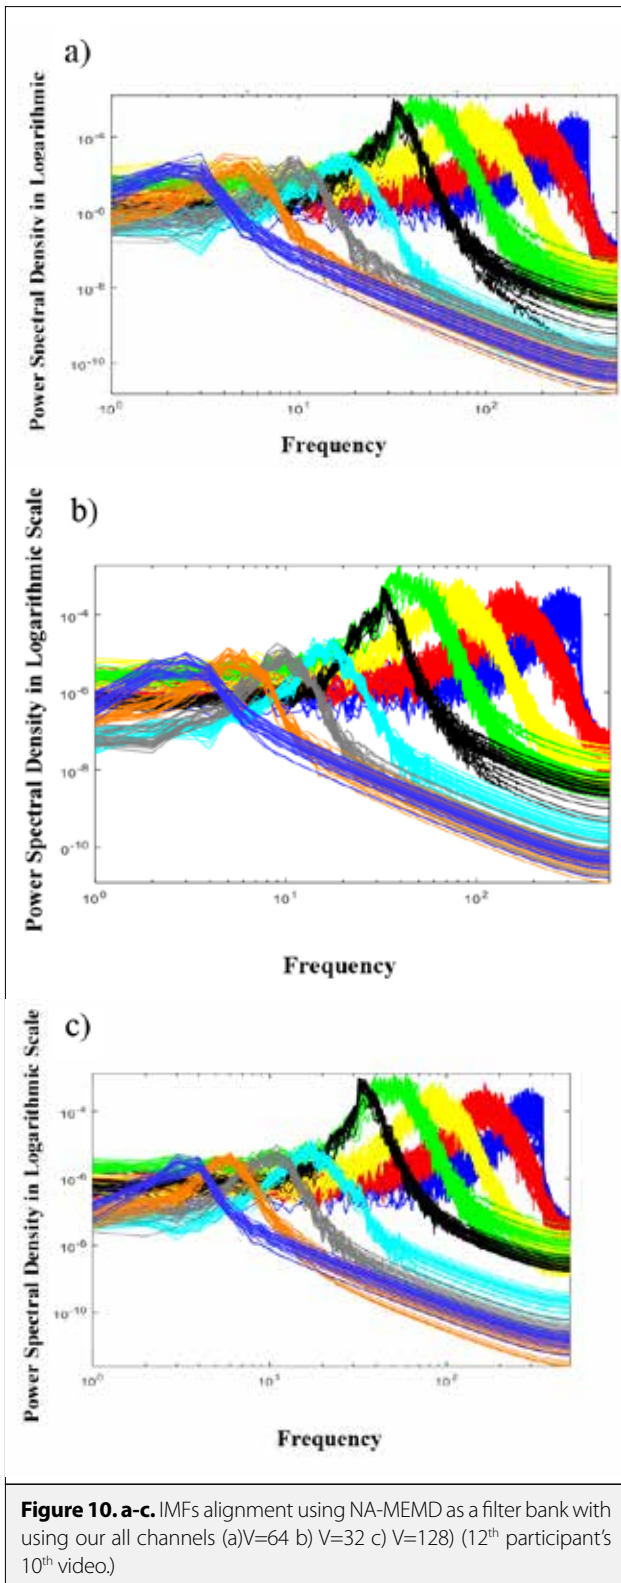 a)
Power Snectral Density in Logarithmic
10⁻⁴
10⁻⁶
10⁻⁸
10⁻¹⁰
10⁰ 10¹ 10²
Frequency
b)
Power Spectral Density in Logarithmic Scale
10⁻⁴
10⁻⁶
10⁻⁸
0⁻¹⁰
10⁰ 10¹ 10²
Frequency
c)
Power Spectral Density in Logarithmic Scale
10⁻⁴
10⁻⁶
10⁻⁶
10⁻¹⁰
10⁰ 10¹ 10²
Frequency
Figure 10. a-c. IMFs alignment using NA-MEMD as a filter bank with
using our all channels (a)V=64 b) V=32 c) V=128) (12ᵗʰ participant's
10ᵗʰ video.)